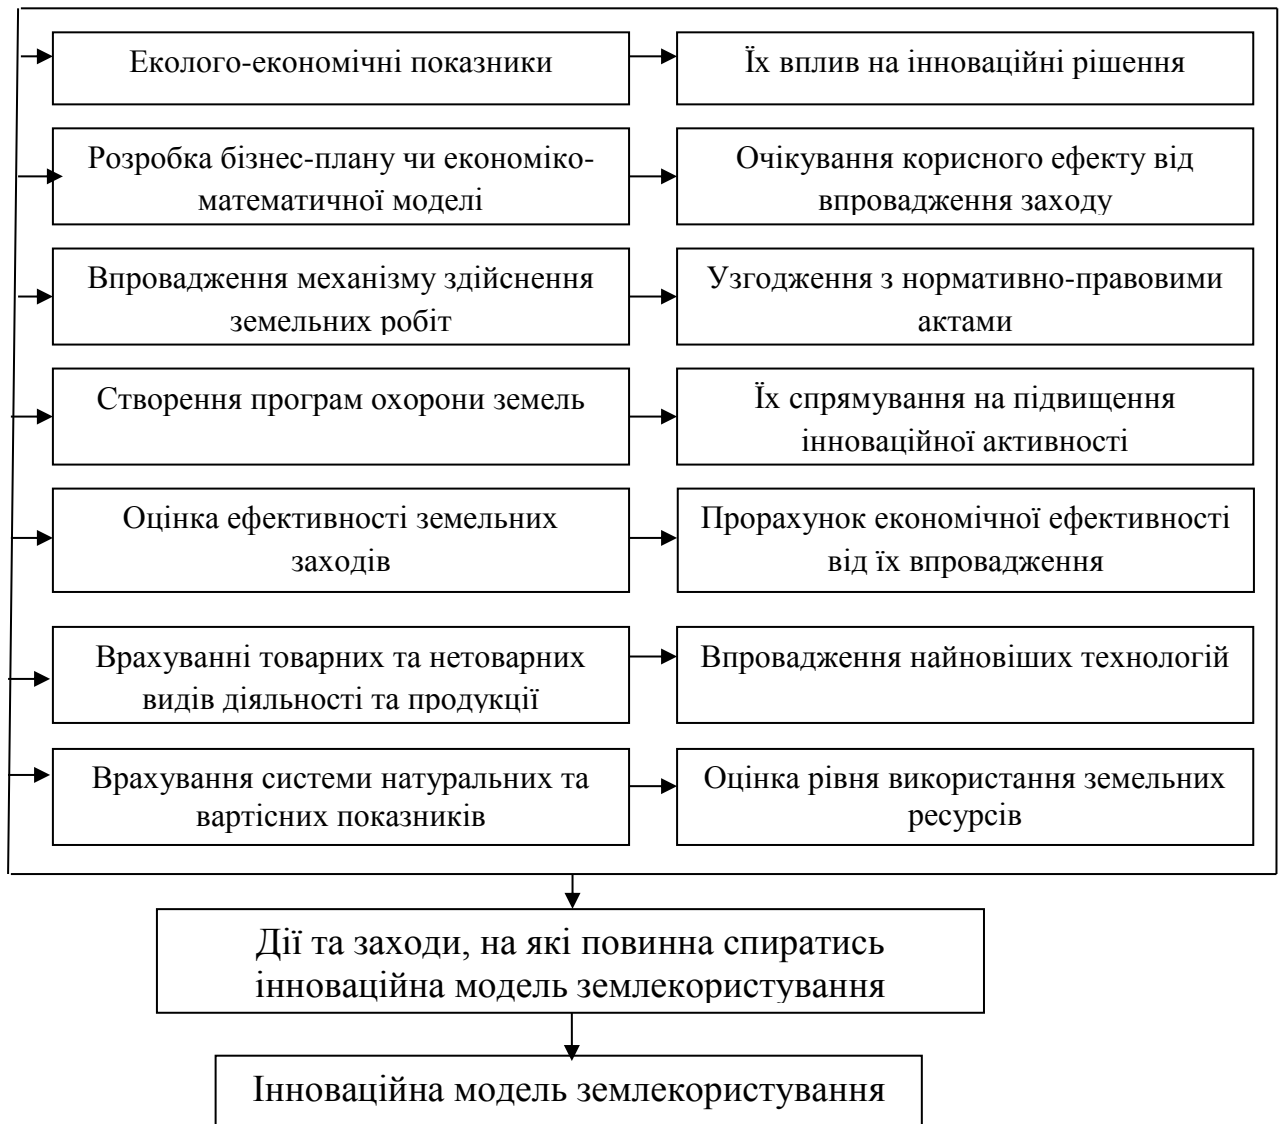 Еколого-економічні показники
Їх вплив на інноваційні рішення
Розробка бізнес-плану чи економіко-
математичної моделі
Очікування корисного ефекту від
впровадження заходу
Впровадження механізму здійснення
земельних робіт
Узгодження з нормативно-правовими
актами
Створення програм охорони земель
Їх спрямування на підвищення
інноваційної активності
Оцінка ефективності земельних
заходів
Прорахунок економічної ефективності
від їх впровадження
Врахуванні товарних та нетоварних
видів діяльності та продукції
Впровадження найновіших технологій
Врахування системи натуральних та
вартісних показників
Оцінка рівня використання земельних
ресурсів
Дії та заходи, на які повинна спиратись
інноваційна модель землекористування
Інноваційна модель землекористування